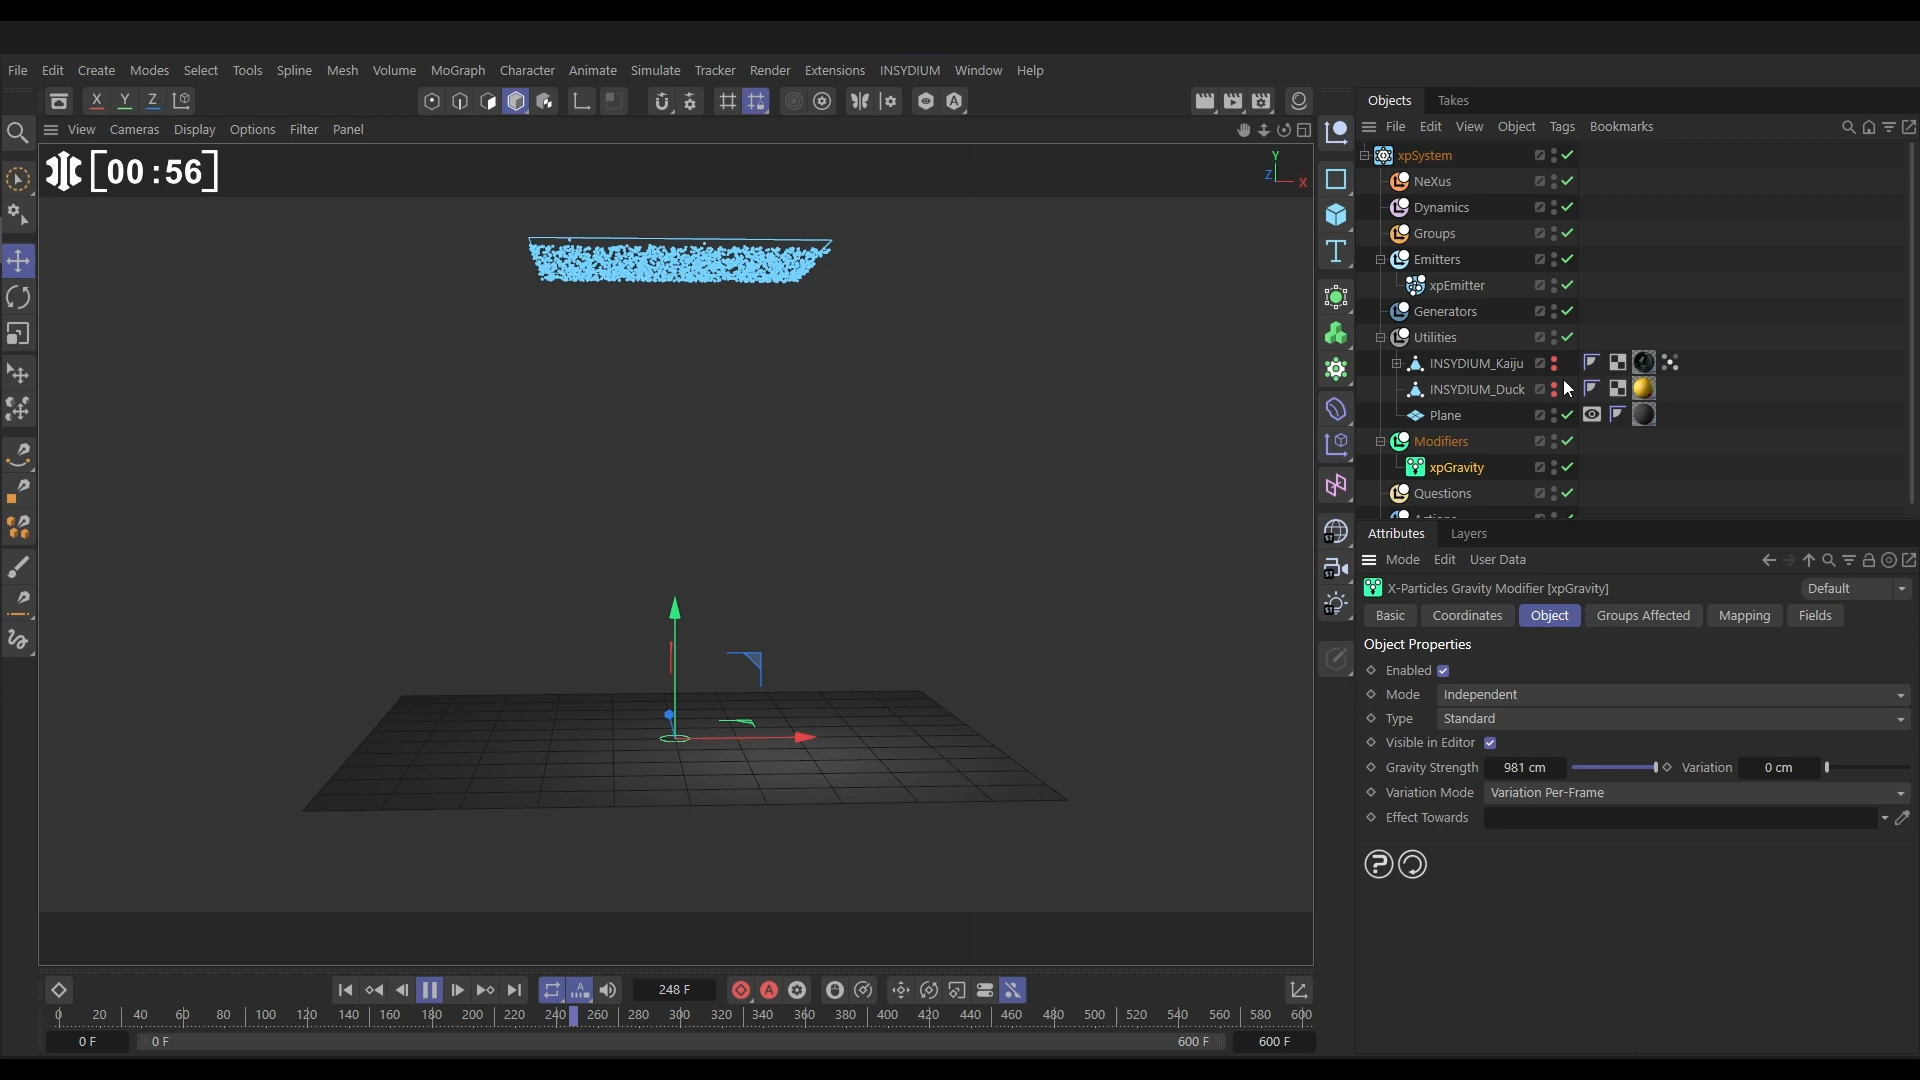 File Edit Create Modes Select Tools Spline Mesh Volume MoGraph Character Animate Simulate Tracker Render Extensions INSYDIUM Window Help
X Y Z
Objects Takes
View Cameras Display Options Filter Panel
File Edit View Object Tags Bookmarks
[00:56]
Y
Z X
xpSystem
NeXus
Dynamics
Groups
Emitters
xpEmitter
Generators
Utilities
INSYDIUM_Kaiju
INSYDIUM_Duck
Plane
Modifiers
xpGravity
Questions
Attributes Layers
Mode Edit User Data
X-Particles Gravity Modifier [xpGravity] Default
Basic Coordinates Object Groups Affected Mapping Fields
Object Properties
Enabled
Mode Independent
Type Standard
Visible in Editor
Gravity Strength 981 cm Variation 0 cm
Variation Mode Variation Per-Frame
Effect Towards
248 F
0 20 40 60 80 100 120 140 160 180 200 220 240 260 280 300 320 340 360 380 400 420 440 460 480 500 520 540 560 580 600
0 F 0 F 600 F 600 F